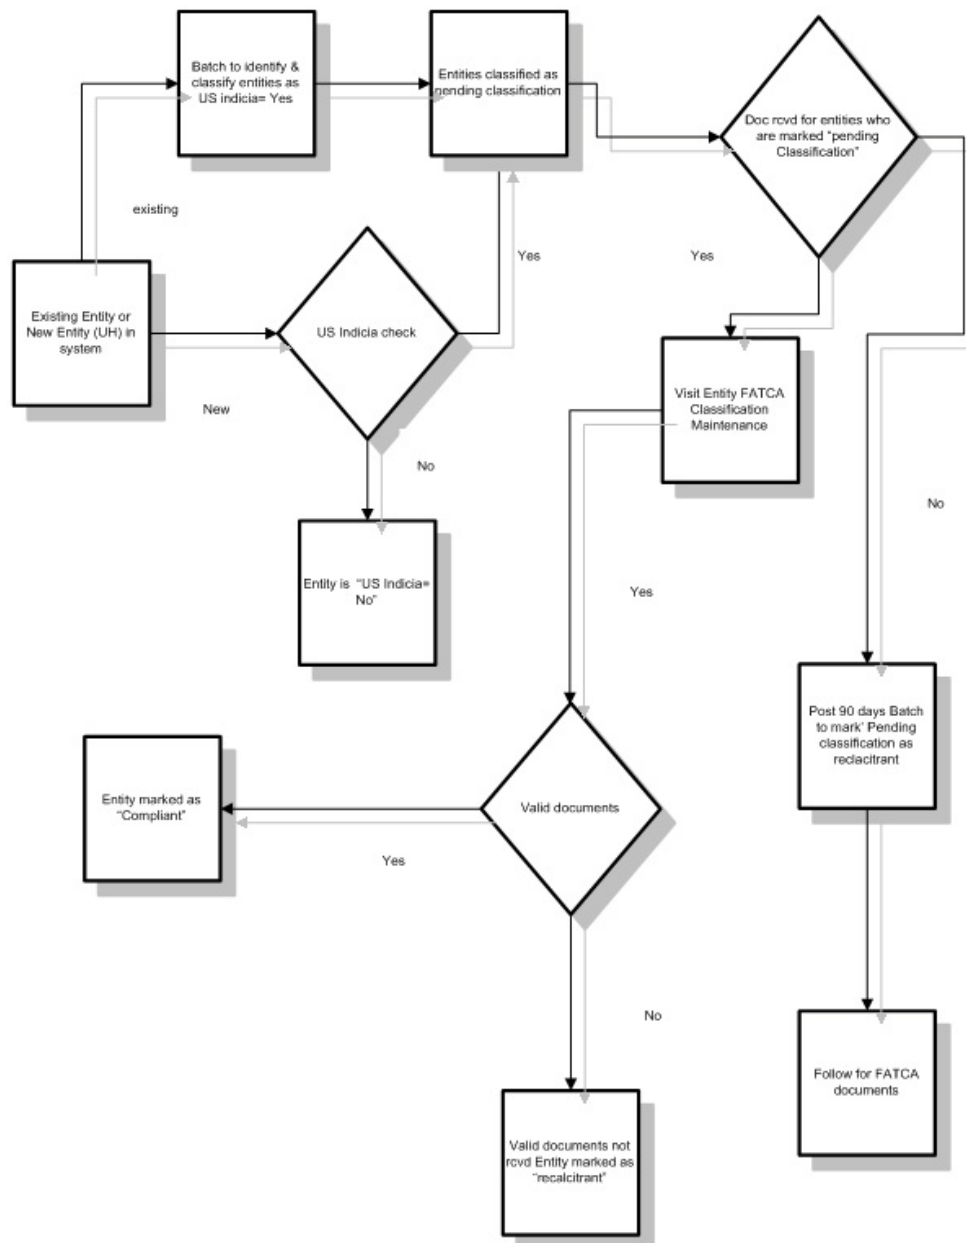 Batch to identify &
classify entities as
US indicia= Yes
Entities classified as
pending classification
Doc rcvd for entities who
are marked “pending
Classification”
existing
Yes
Yes
Existing Entity or
New Entity (UH) in
system
US Indicia check
New
Visit Entity FATCA
Classification
Maintenance
No
No
Entity is “US Indicia=
No”
Yes
Post 90 days Batch
to mark’ Pending
classification as
reclacitrant
Entity marked as
“Compliant”
Valid documents
Yes
No
Follow for FATCA
documents
Valid documents not
rcvd Entity marked as
“recalcitrant”